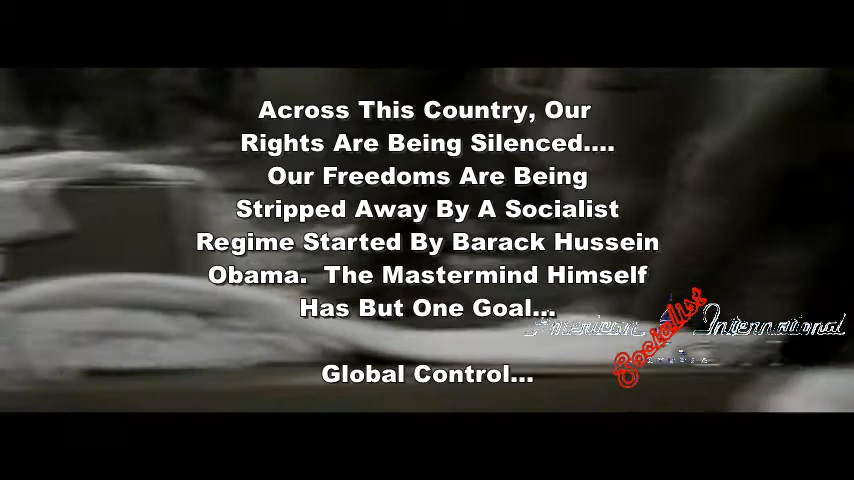 Across This Country, Our
Rights Are Being Silenced....
Our Freedoms Are Being
Stripped Away By A Socialist
Regime Started By Barack Hussein
Obama.  The Mastermind Himself
Has But One Goal...
American Socialist International
Global Control...